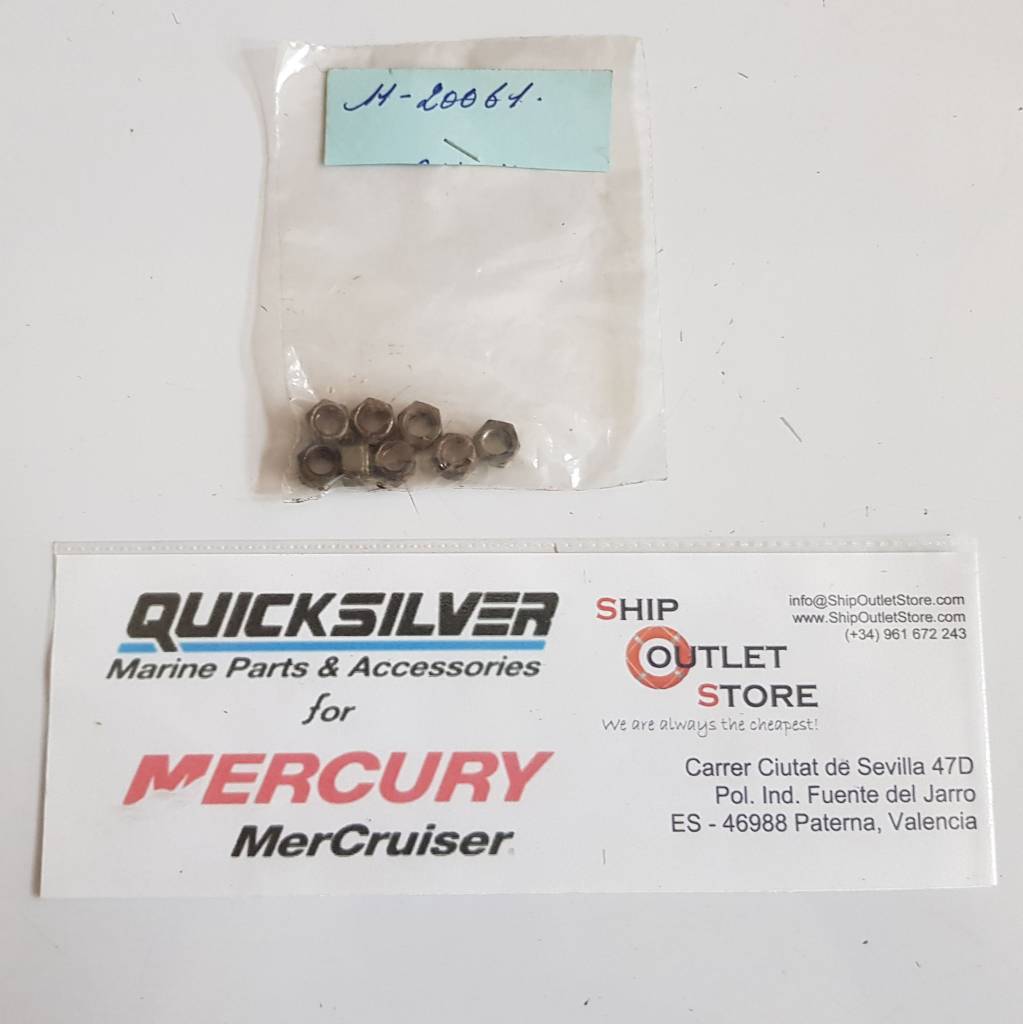 M-20061.
QUICKSILVER
Marine Parts & Accessories
for
MERCURY
MerCruiser
SHIP
OUTLET
STORE
We are always the cheapest!
info@ShipOutletStore.com
www.ShipOutletStore.com
(+34) 961 672 243
Carrer Ciutat de Sevilla 47D
Pol. Ind. Fuente del Jarro
ES - 46988 Paterna, Valencia